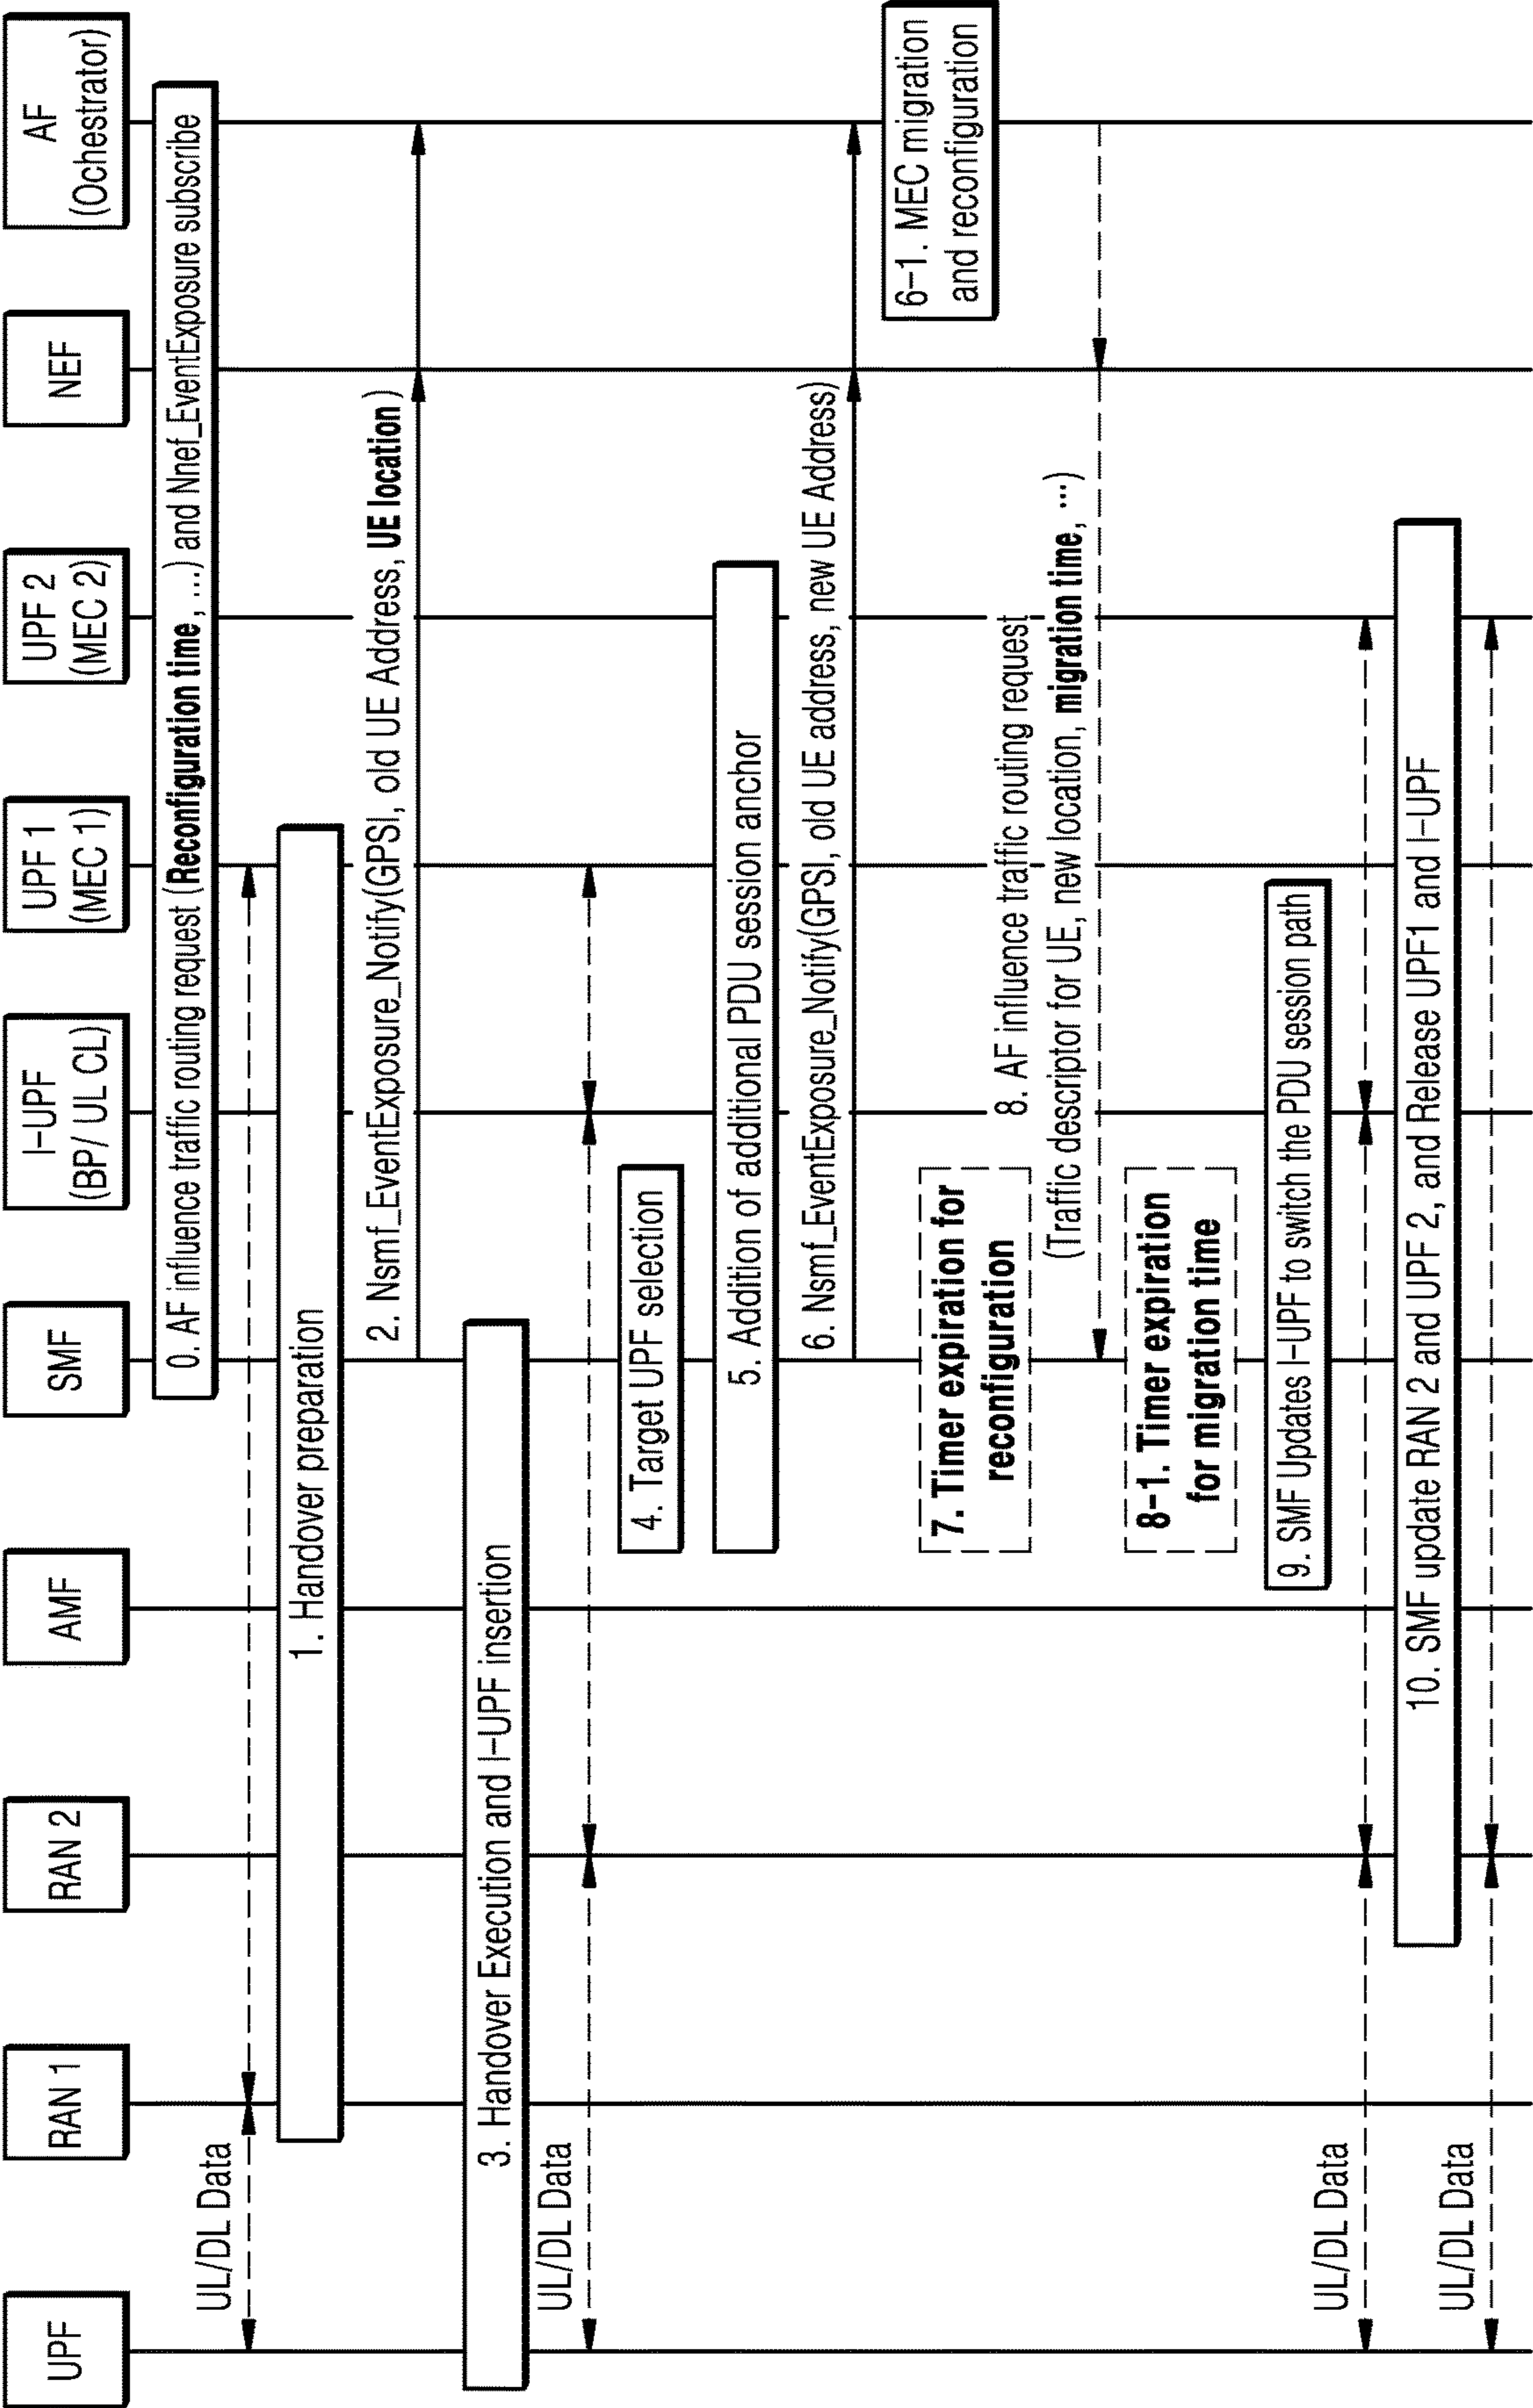 UPF
RAN 1
RAN 2
AMF
SMF
I-UPF
(BP/ UL CL)
UPF 1
(MEC 1)
UPF 2
(MEC 2)
NEF
AF
(Ochestrator)
0. AF influence traffic routing request (Reconfiguration time, ...) and Nnef_EventExposure subscribe
UL/DL Data
1. Handover preparation
2. Nsmf_EventExposure_Notify(GPSI, old UE Address, UE location)
3. Handover Execution and I-UPF insertion
UL/DL Data
4. Target UPF selection
5. Addition of additional PDU session anchor
6. Nsmf_EventExposure_Notify(GPSI, old UE address, new UE Address)
6-1. MEC migration
and reconfiguration
7. Timer expiration for
reconfiguration
8. AF influence traffic routing request
(Traffic descriptor for UE, new location, migration time, ...)
8-1. Timer expiration
for migration time
9. SMF Updates I-UPF to switch the PDU session path
UL/DL Data
10. SMF update RAN 2 and UPF 2, and Release UPF1 and I-UPF
UL/DL Data